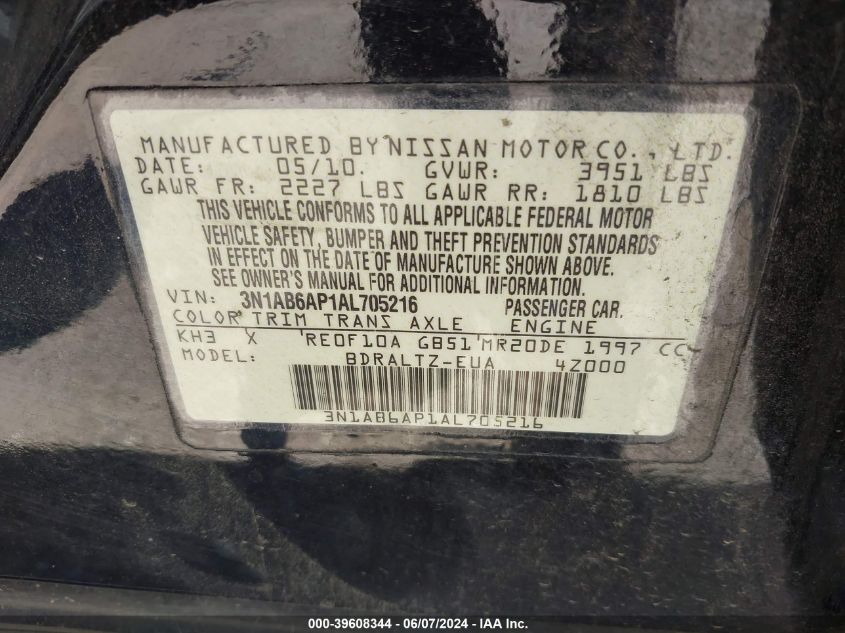 MANUFACTURED BY NISSAN MOTOR CO., LTD.
DATE: 05/10. GVWR: 3951 LBS
GAWR FR: 2227 LBS GAWR RR: 1810 LBS
THIS VEHICLE CONFORMS TO ALL APPLICABLE FEDERAL MOTOR
VEHICLE SAFETY, BUMPER AND THEFT PREVENTION STANDARDS
IN EFFECT ON THE DATE OF MANUFACTURE SHOWN ABOVE.
SEE OWNER'S MANUAL FOR ADDITIONAL INFORMATION.
VIN: 3N1AB6AP1AL705216 PASSENGER CAR.
COLOR TRIM TRANS AXLE ENGINE
KH3 X RE0F10A GB51 MR20DE 1997 CC
MODEL: BDRALTZ-EUA 4Z000
3N1AB6AP1AL705216
000-39608344 / 06/07/2024 - IAA Inc.